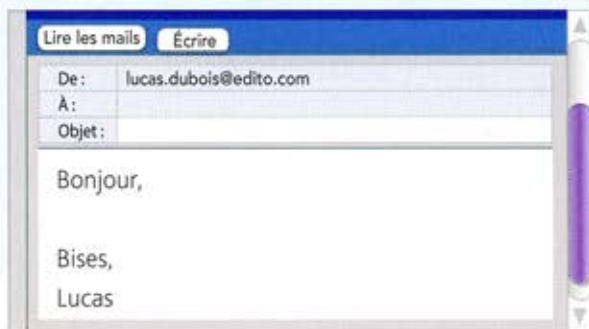 Lire les mails Écrire
De : lucas.dubois@edito.com
À :
Objet :
Bonjour,
Bises,
Lucas